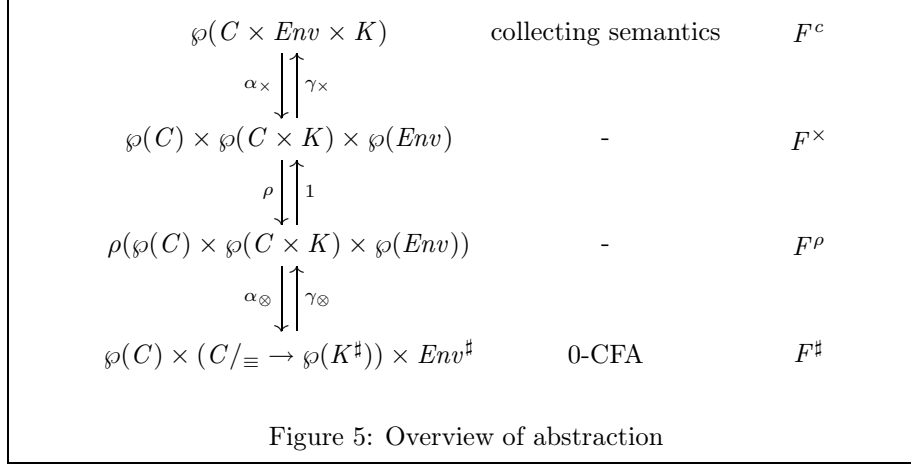 ℘(C × Env × K) collecting semantics F^c
α× γ×
℘(C) × ℘(C × K) × ℘(Env) - F^×
ρ 1
ρ(℘(C) × ℘(C × K) × ℘(Env)) - F^ρ
α⊗ γ⊗
℘(C) × (C/≡ → ℘(K^♯)) × Env^♯ 0-CFA F^♯
Figure 5: Overview of abstraction